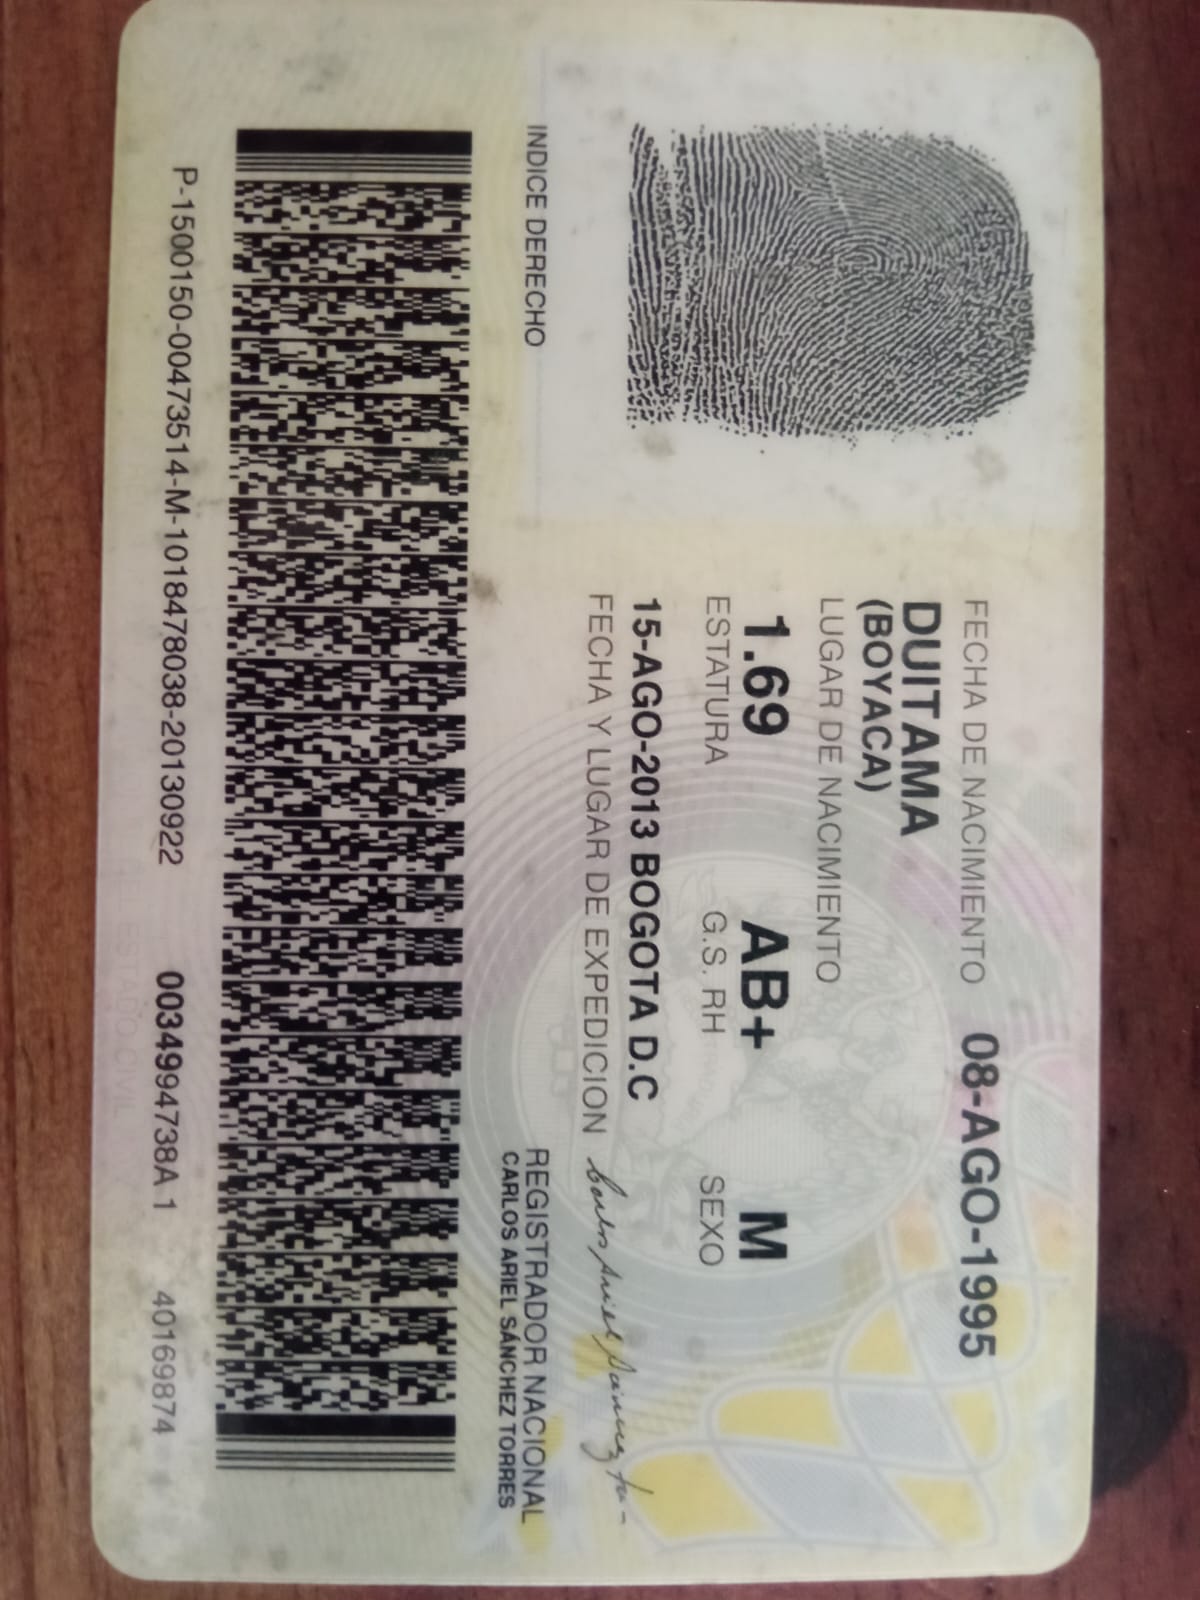 FECHA DE NACIMIENTO 08-AGO-1995
DUITAMA
(BOYACA)
LUGAR DE NACIMIENTO
1.69 AB+ M
ESTATURA G.S. RH SEXO
15-AGO-2013 BOGOTA D.C
FECHA Y LUGAR DE EXPEDICION
INDICE DERECHO
REGISTRADOR NACIONAL
CARLOS ARIEL SÁNCHEZ TORRES
P-1500150-00473514-M-1018478038-20130922 0034994738A 1 40169874